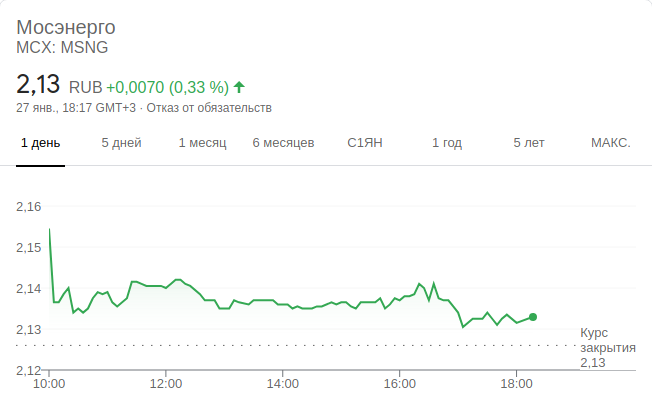 Мосэнерго
MCX: MSNG
2,13 RUB +0,0070 (0,33 %)
27 янв., 18:17 GMT+3 · Отказ от обязательств
1 день 5 дней 1 месяц 6 месяцев С1ЯН 1 год 5 лет МАКС.
2,16
2,15
2,14
2,13
Курс
закрытия
2,13
2,12
10:00 12:00 14:00 16:00 18:00